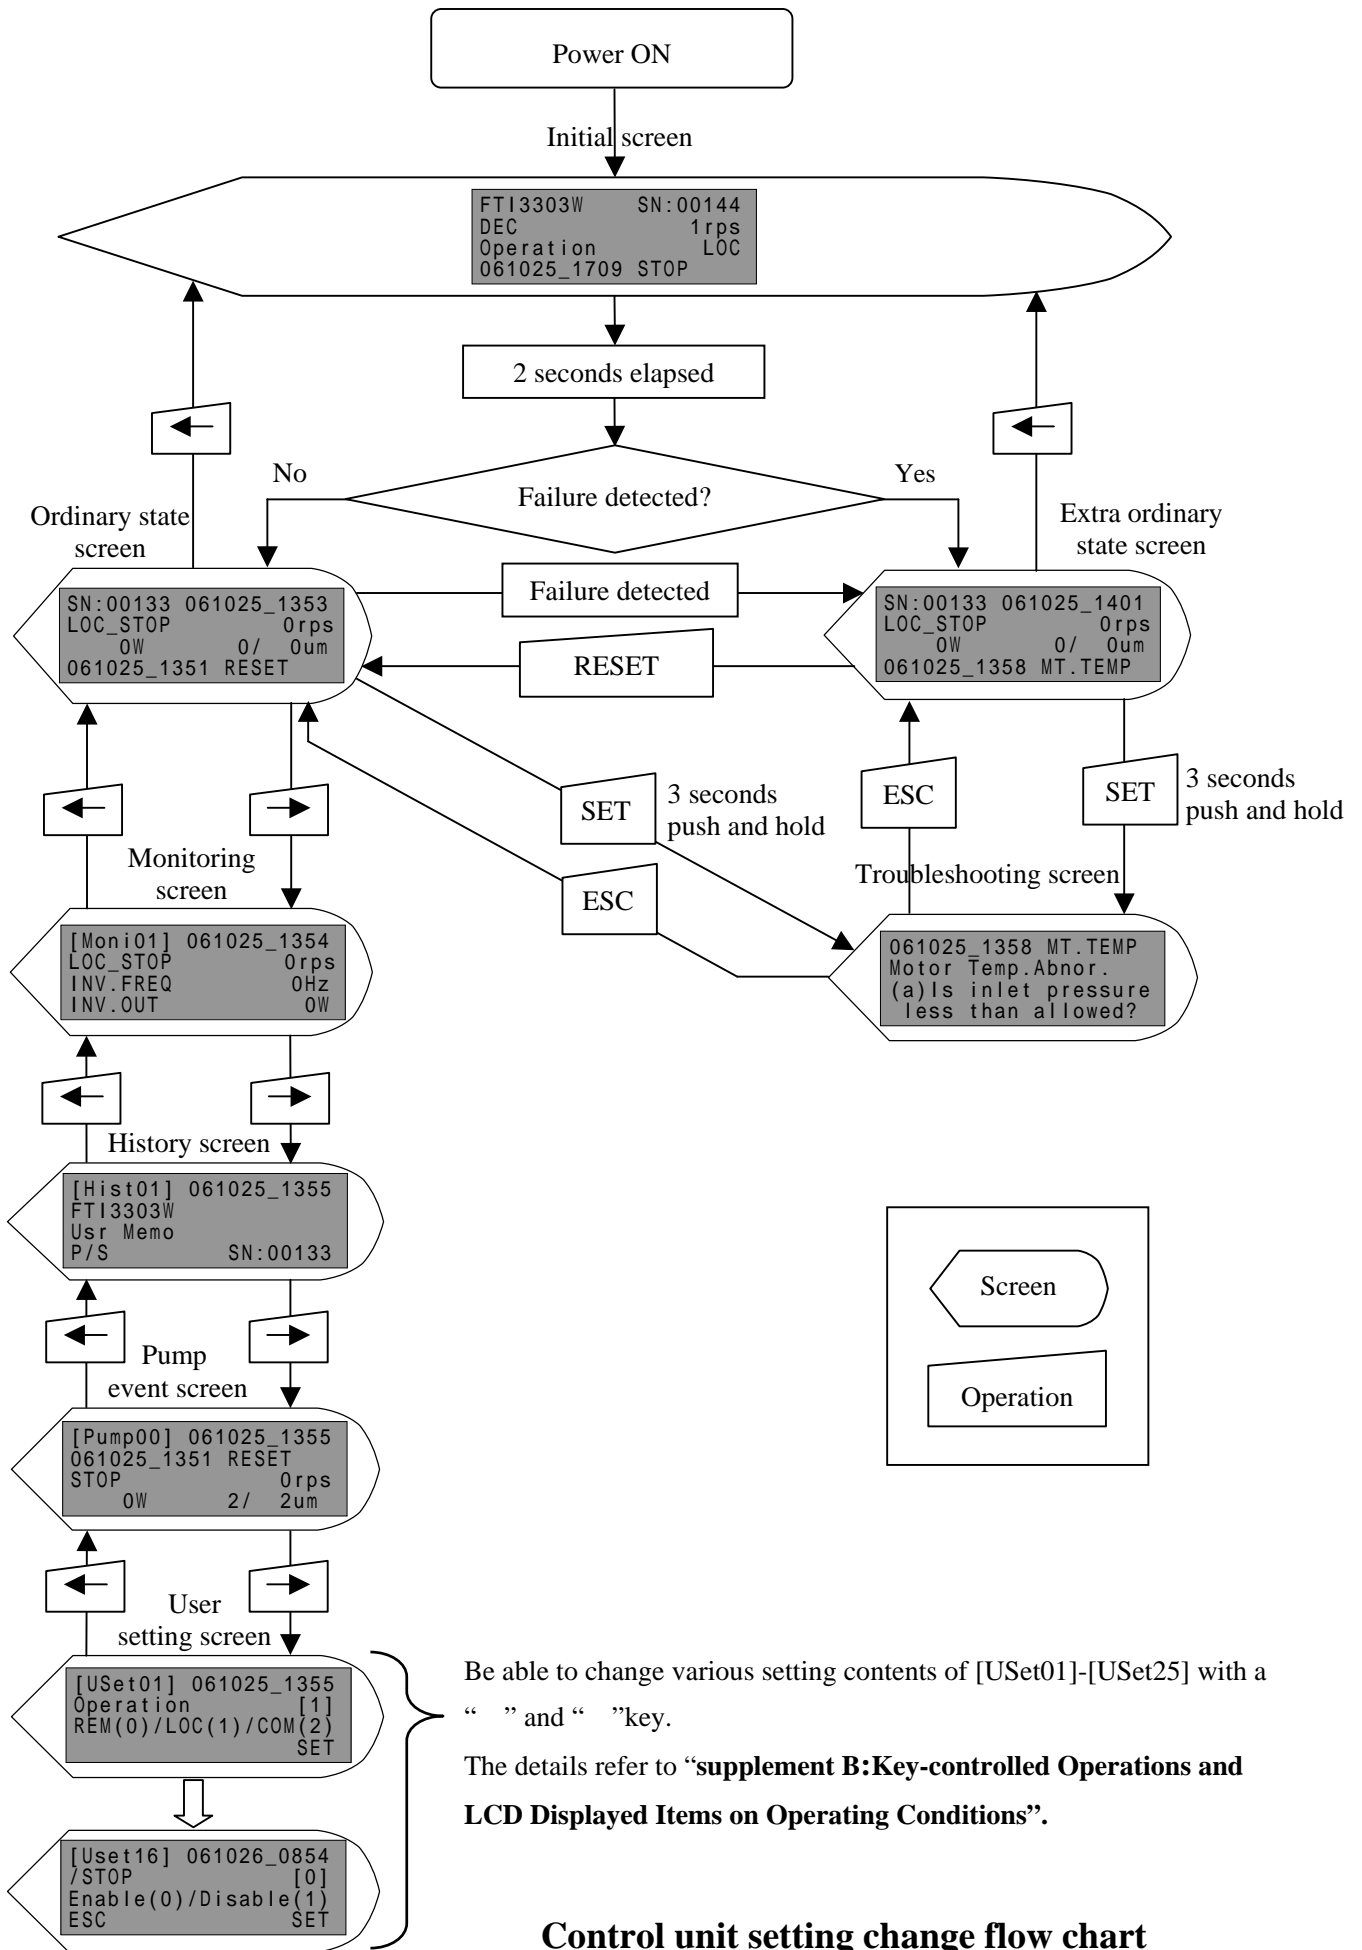 Power ON
Initial screen
FTI3303W SN:00144
DEC 1rps
Operation LOC
061025_1709 STOP
2 seconds elapsed
No
Failure detected?
Yes
Ordinary state
screen
Extra ordinary
state screen
SN:00133 061025_1353
LOC_STOP 0rps
0W 0/ 0um
061025_1351 RESET
Failure detected
RESET
SN:00133 061025_1401
LOC_STOP 0rps
0W 0/ 0um
061025_1358 MT.TEMP
SET
3 seconds
push and hold
ESC
ESC
SET
3 seconds
push and hold
Monitoring
screen
Troubleshooting screen
[Moni01] 061025_1354
LOC_STOP 0rps
INV.FREQ 0Hz
INV.OUT 0W
061025_1358 MT.TEMP
Motor Temp.Abnor.
(a)Is inlet pressure
less than allowed?
History screen
[Hist01] 061025_1355
FTI3303W
Usr Memo
P/S SN:00133
Screen
Operation
Pump
event screen
[Pump00] 061025_1355
061025_1351 RESET
STOP 0rps
0W 2/ 2um
User
setting screen
[USet01] 061025_1355
Operation [1]
REM(0)/LOC(1)/COM(2)
SET
Be able to change various setting contents of [USet01]-[USet25] with a
“ ” and “ ”key.
The details refer to “supplement B:Key-controlled Operations and
LCD Displayed Items on Operating Conditions”.
[Uset16] 061026_0854
/STOP [0]
Enable(0)/Disable(1)
ESC SET
Control unit setting change flow chart